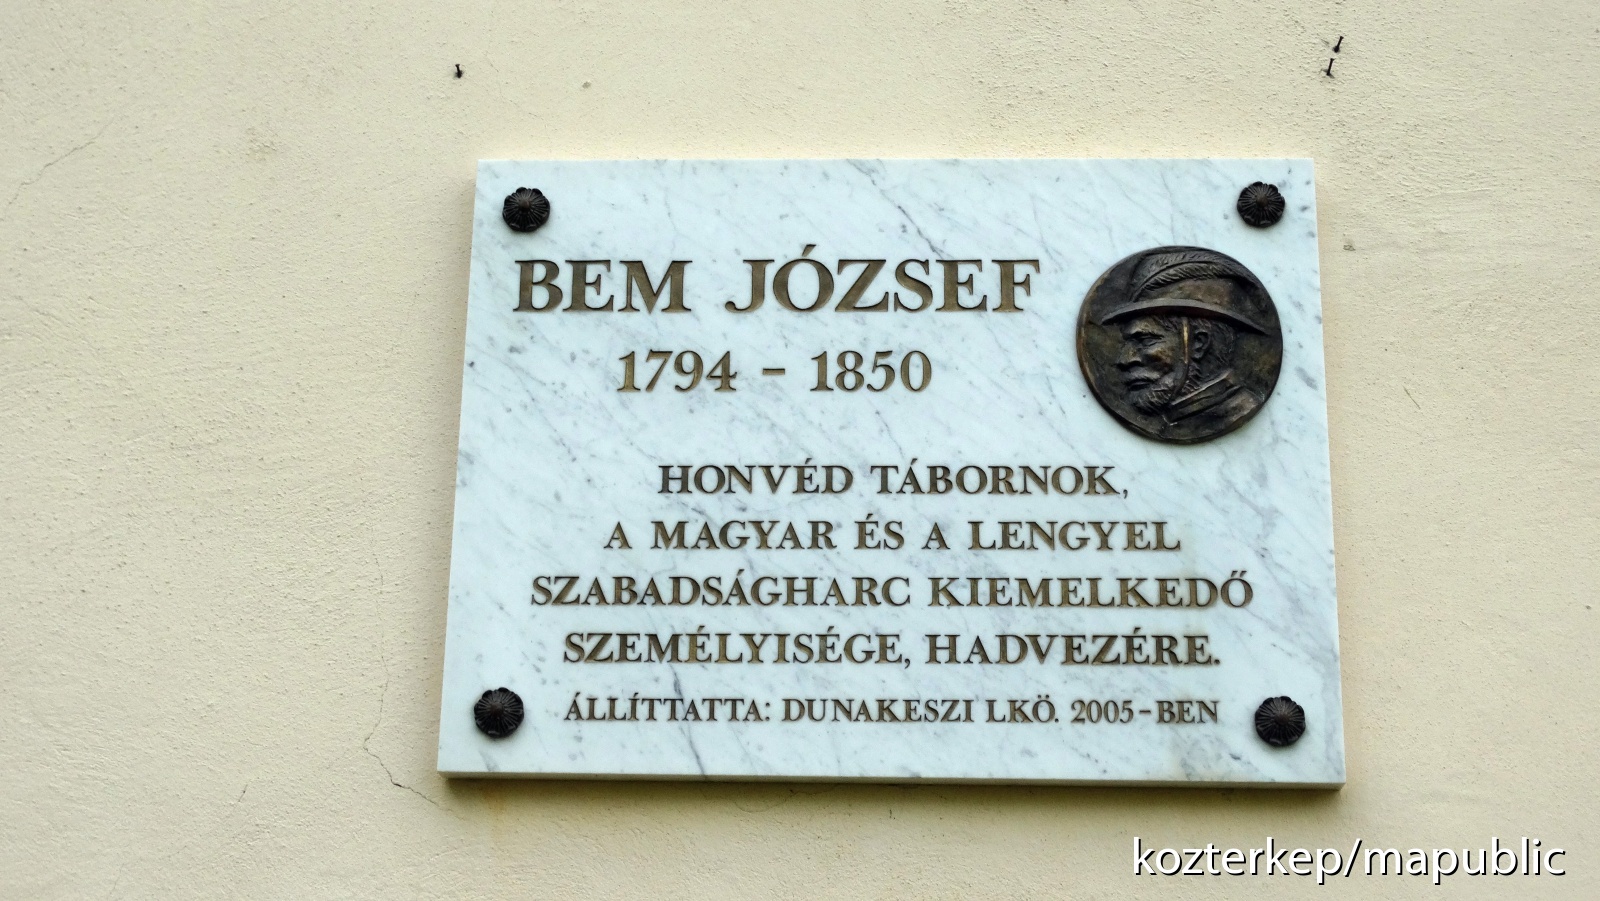 BEM JÓZSEF
1794 - 1850
HONVÉD TÁBORNOK,
A MAGYAR ÉS A LENGYEL
SZABADSÁGHARC KIEMELKEDŐ
SZEMÉLYISÉGE, HADVEZÉRE.
ÁLLÍTTATTA: DUNAKESZI LKÖ. 2005-BEN
kozterkep/mapublic